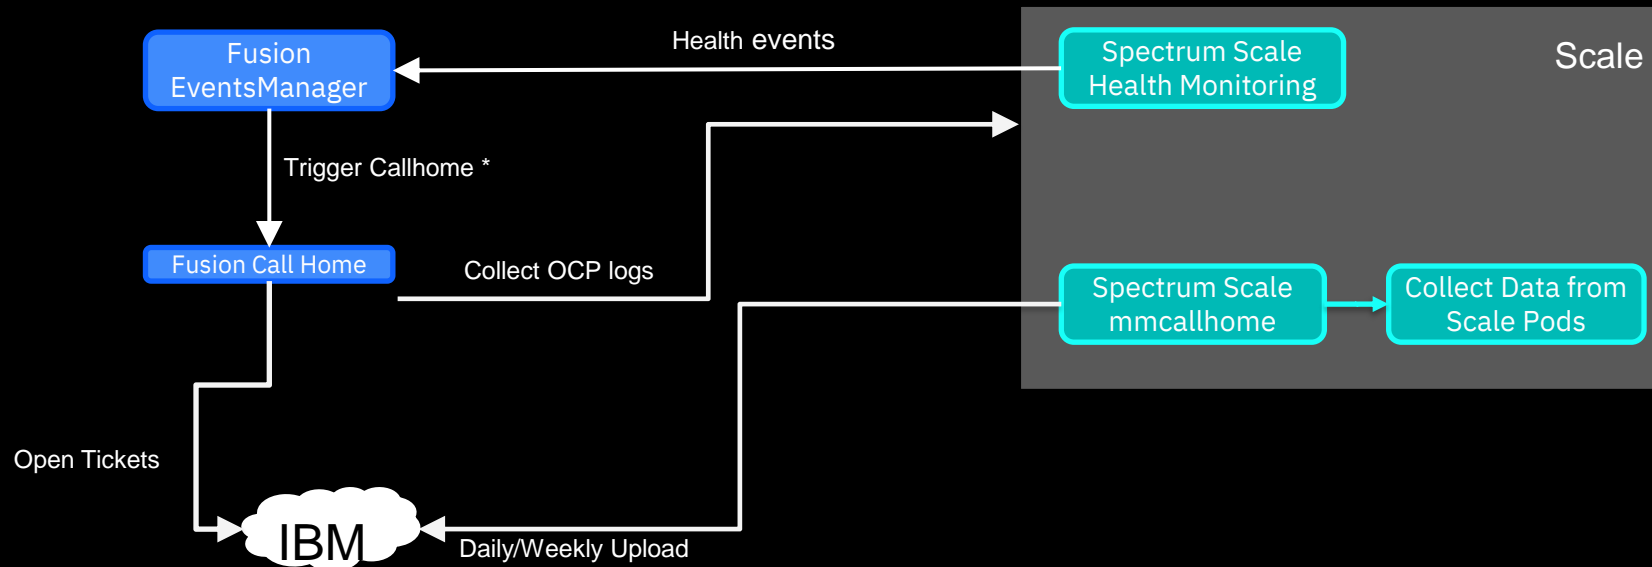 Fusion
EventsManager
Health events
Spectrum Scale
Health Monitoring
Scale
Trigger Callhome *
Fusion Call Home
Collect OCP logs
Spectrum Scale
mmcallhome
Collect Data from
Scale Pods
Open Tickets
IBM
Daily/Weekly Upload